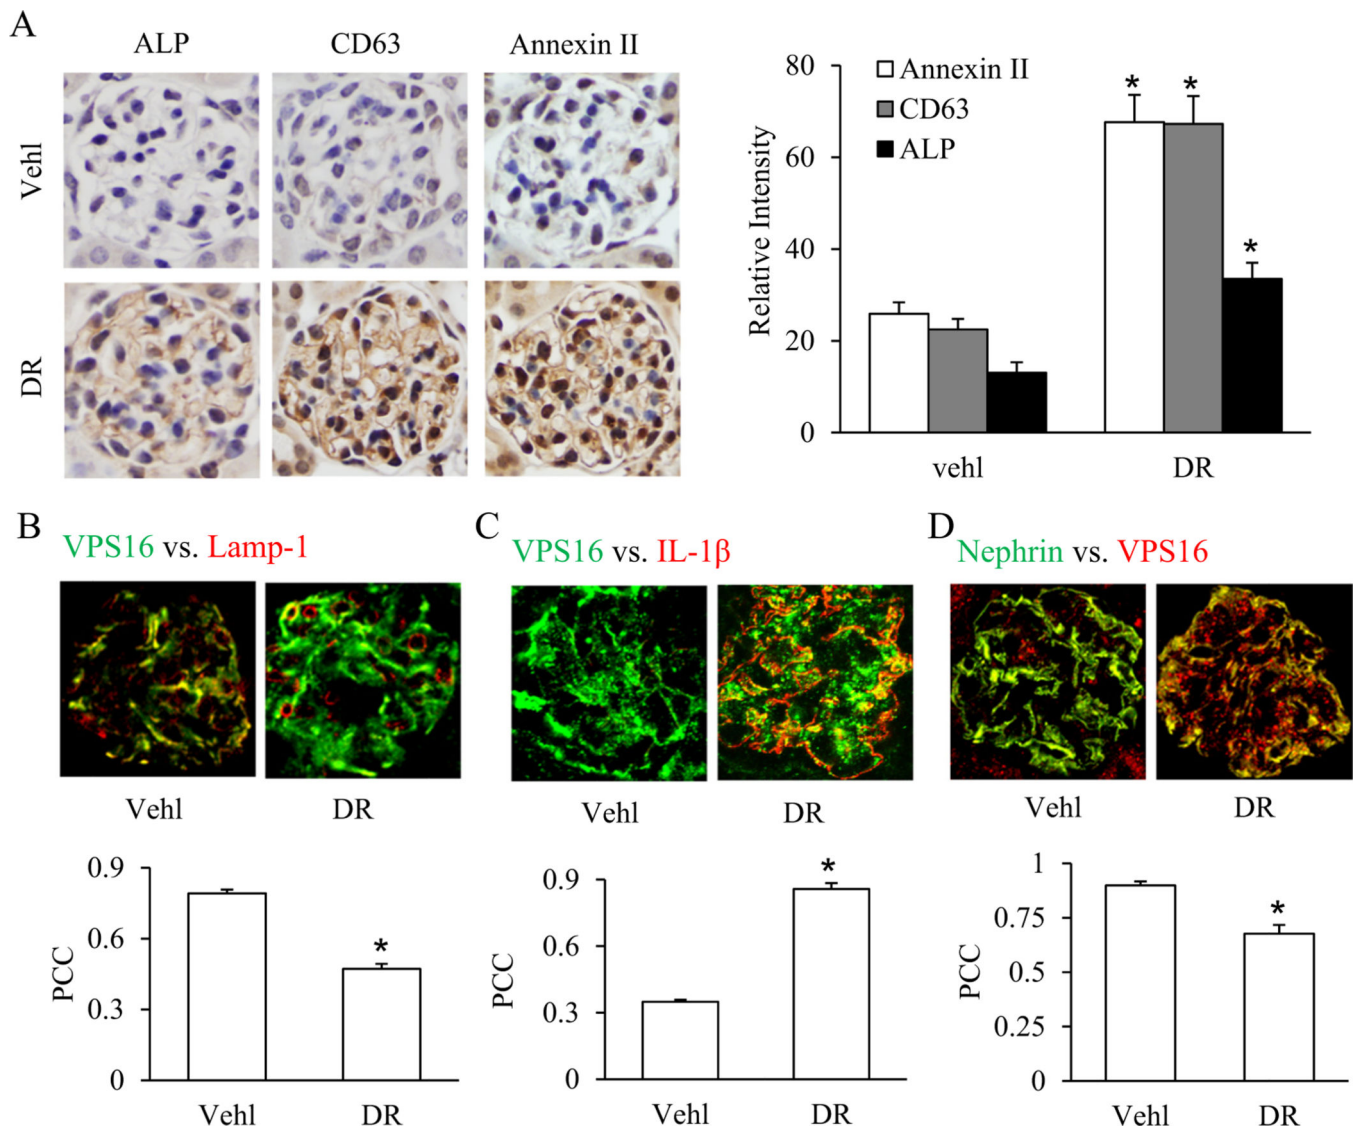 A
ALP
CD63
Annexin II
Vehl
DR
80
60
40
20
0
Relative Intensity
Annexin II
CD63
ALP
*
*
*
vehl
DR
B
VPS16 vs. Lamp-1
Vehl
DR
0.9
0.6
0.3
0
PCC
*
Vehl
DR
C
VPS16 vs. IL-1β
Vehl
DR
0.9
0.6
0.3
0
PCC
*
Vehl
DR
D
Nephrin vs. VPS16
Vehl
DR
1
0.75
0.5
0.25
0
PCC
*
Vehl
DR